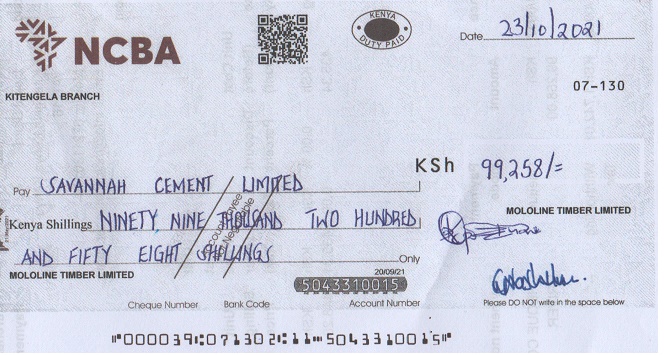 NCBA
KENYA
DUTY PAID
Date 23/10/2021
07-130
KITENGELA BRANCH
KSh 99,258/=
Pay SAVANNAH CEMENT LIMITED
Kenya Shillings NINETY NINE THOUSAND TWO HUNDRED
AND FIFTY EIGHT SHILLINGS Only
Account Payee
Not Negotiable
MOLOLINE TIMBER LIMITED
MOLOLINE TIMBER LIMITED
20/09/21
5043310015
Cheque Number Bank Code Account Number
Please DO NOT write in the space below
⑈000039⑆071302⑆11⑉5043310015⑈